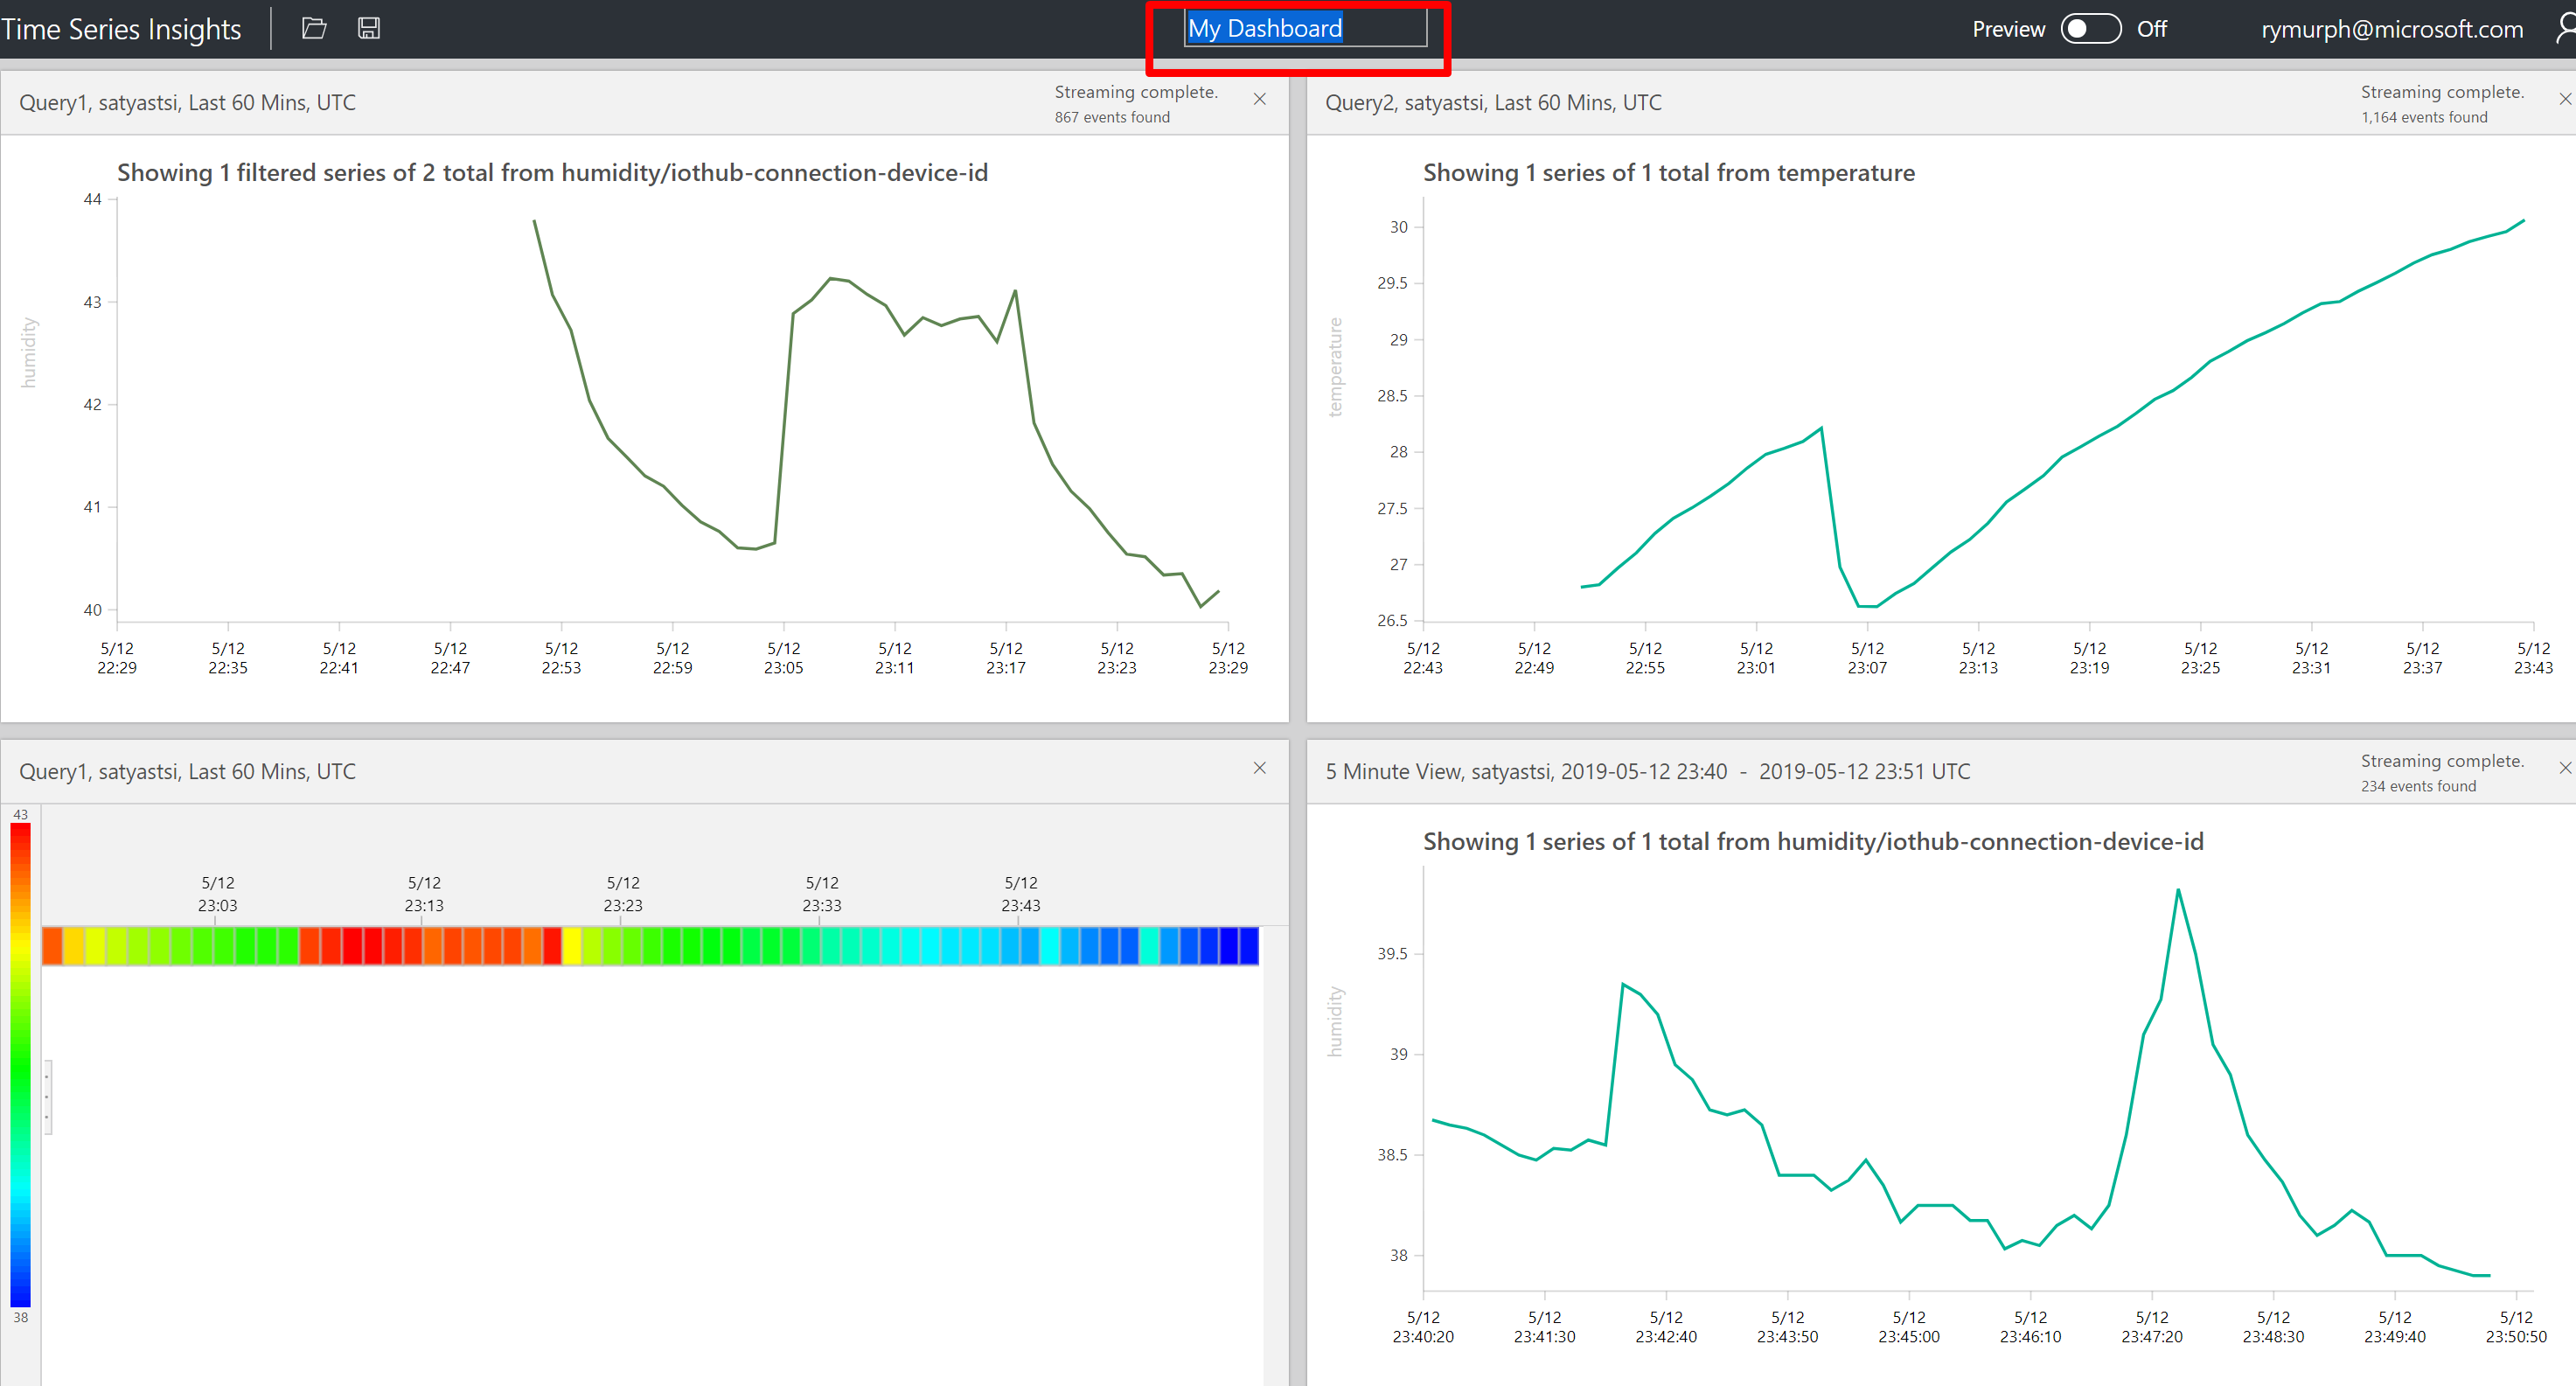 Time Series Insights
My Dashboard
Preview Off
rymurph@microsoft.com
Query1, satyastsi, Last 60 Mins, UTC
Streaming complete.
867 events found
Showing 1 filtered series of 2 total from humidity/iothub-connection-device-id
humidity
44
43
42
41
40
5/12 5/12 5/12 5/12 5/12 5/12 5/12 5/12 5/12 5/12 5/12
22:29 22:35 22:41 22:47 22:53 22:59 23:05 23:11 23:17 23:23 23:29
Query2, satyastsi, Last 60 Mins, UTC
Streaming complete.
1,164 events found
Showing 1 series of 1 total from temperature
temperature
30
29.5
29
28.5
28
27.5
27
26.5
5/12 5/12 5/12 5/12 5/12 5/12 5/12 5/12 5/12 5/12 5/12
22:43 22:49 22:55 23:01 23:07 23:13 23:19 23:25 23:31 23:37 23:43
Query1, satyastsi, Last 60 Mins, UTC
43
38
5/12 5/12 5/12 5/12 5/12
23:03 23:13 23:23 23:33 23:43
5 Minute View, satyastsi, 2019-05-12 23:40 - 2019-05-12 23:51 UTC
Streaming complete.
234 events found
Showing 1 series of 1 total from humidity/iothub-connection-device-id
humidity
39.5
39
38.5
38
5/12 5/12 5/12 5/12 5/12 5/12 5/12 5/12 5/12 5/12
23:40:20 23:41:30 23:42:40 23:43:50 23:45:00 23:46:10 23:47:20 23:48:30 23:49:40 23:50:50